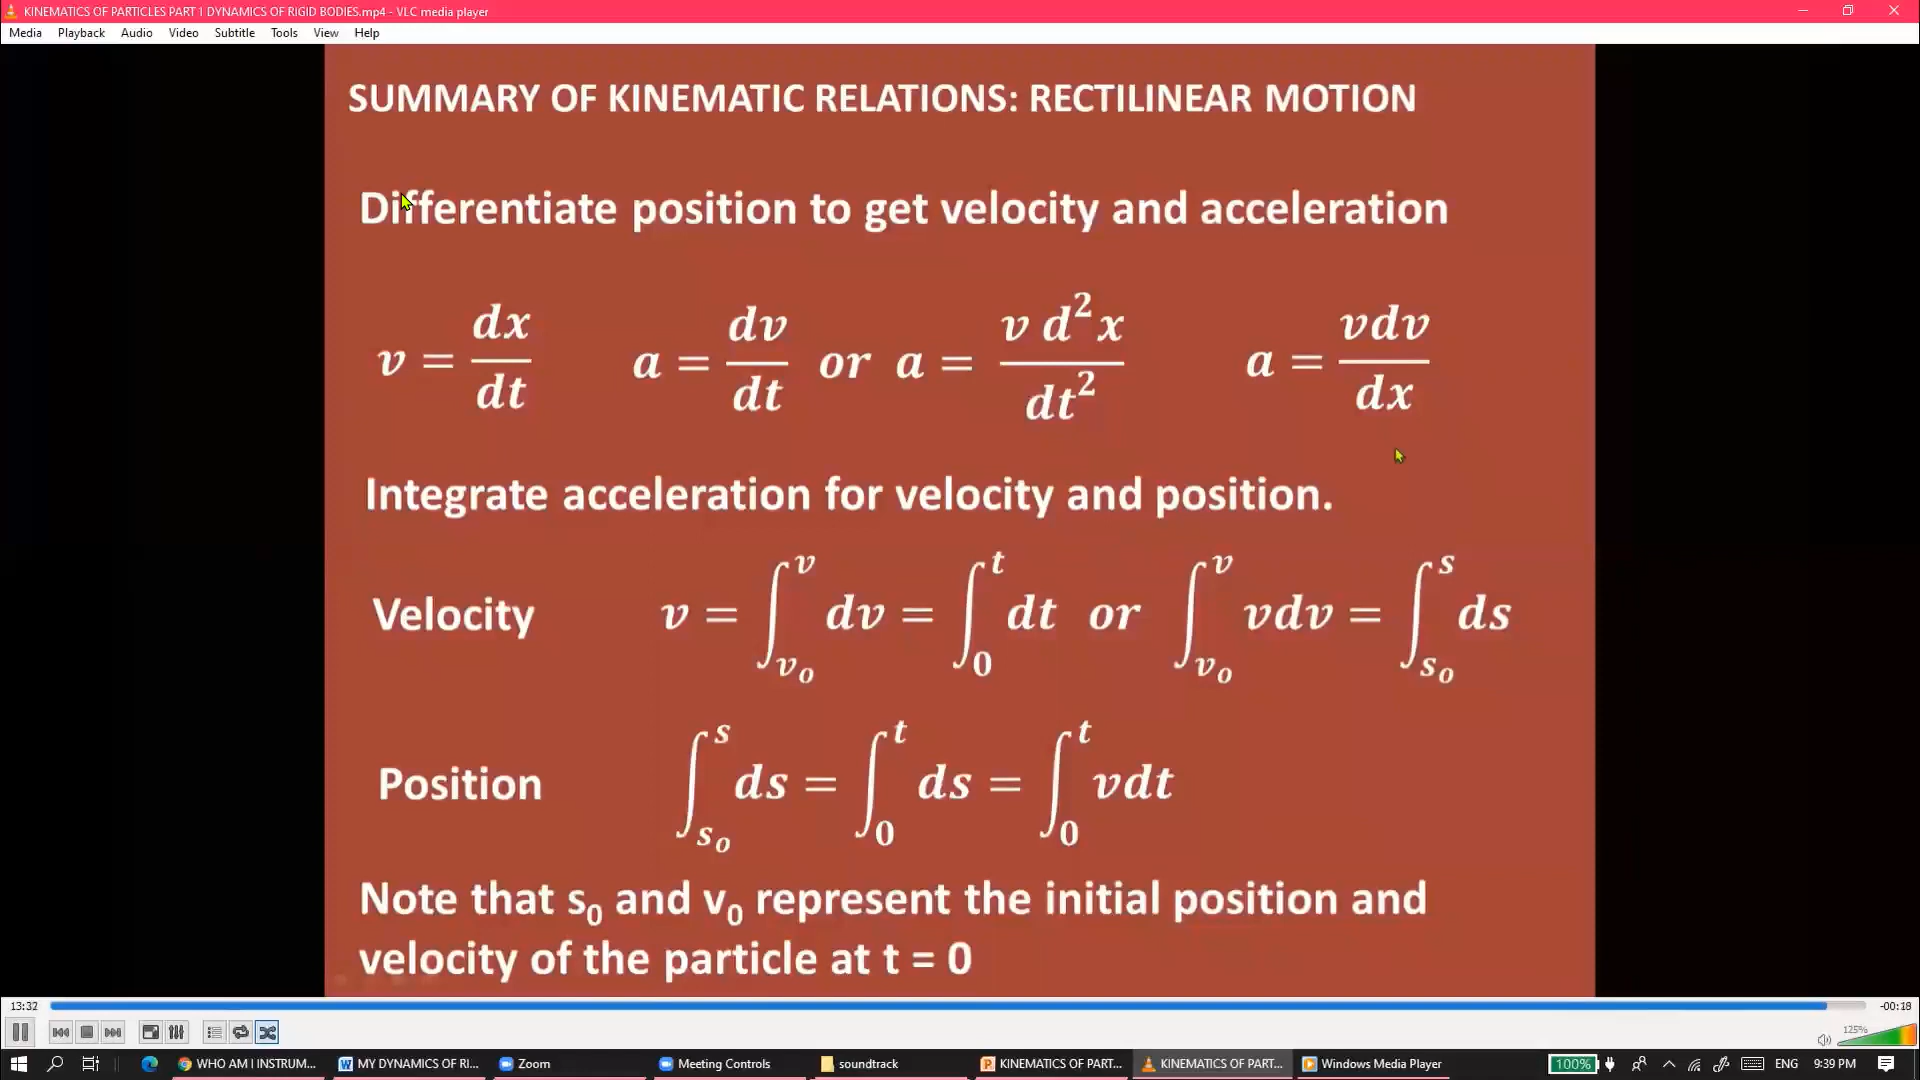 KINEMATICS OF PARTICLES PART 1 DYNAMICS OF RIGID BODIES.mp4 - VLC media player
Media Playback Audio Video Subtitle Tools View Help
SUMMARY OF KINEMATIC RELATIONS: RECTILINEAR MOTION
Differentiate position to get velocity and acceleration
v = dx/dt a = dv/dt or a = v d²x/dt² a = vdv/dx
Integrate acceleration for velocity and position.
Velocity v = ∫_{v_o}^{v} dv = ∫_{0}^{t} dt or ∫_{v_o}^{v} vdv = ∫_{s_o}^{s} ds
Position ∫_{s_o}^{s} ds = ∫_{0}^{t} ds = ∫_{0}^{t} vdt
Note that s₀ and v₀ represent the initial position and
velocity of the particle at t = 0
13:32 -00:18
125%
WHO AM I INSTRUM... MY DYNAMICS OF RI... Zoom Meeting Controls soundtrack KINEMATICS OF PART... KINEMATICS OF PART... Windows Media Player 100% ENG 9:39 PM